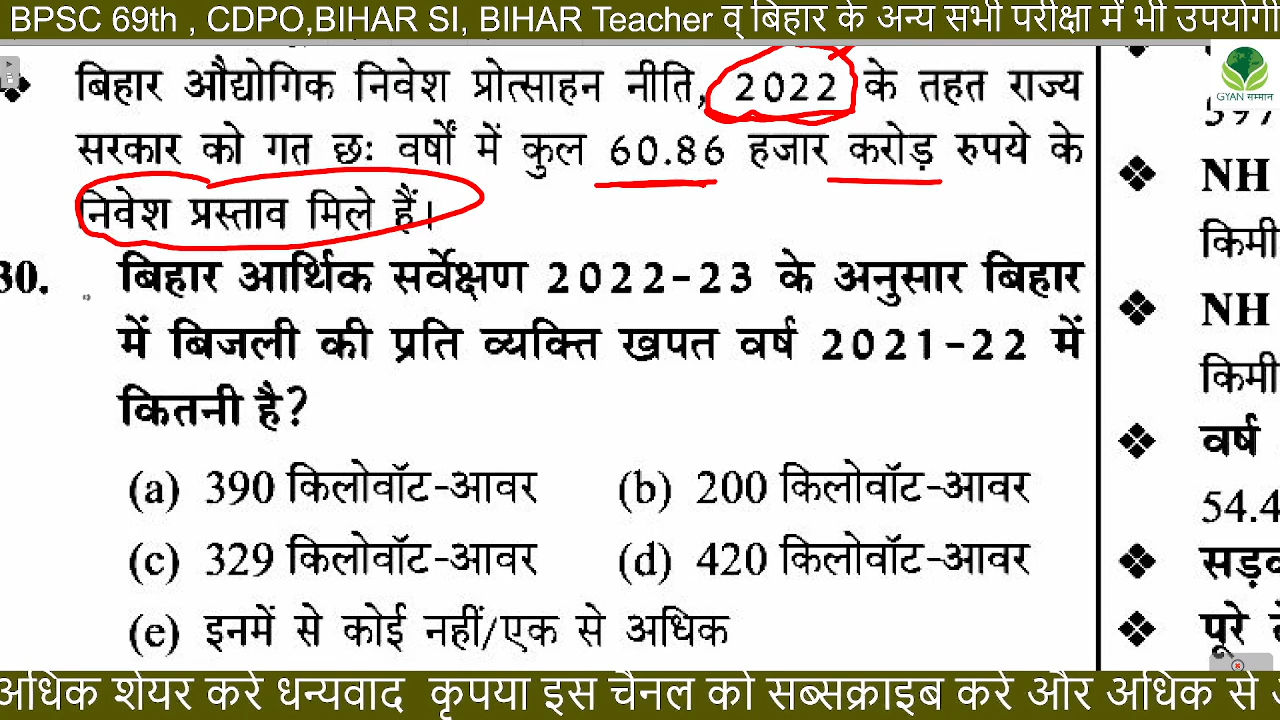 BPSC 69th , CDPO,BIHAR SI, BIHAR Teacher व् बिहार के अन्य सभी परीक्षा में भी उपयोगी
बिहार औद्योगिक निवेश प्रोत्साहन नीति, 2022 के तहत राज्य
सरकार को गत छः वर्षों में कुल 60.86 हजार करोड़ रुपये के
निवेश प्रस्ताव मिले हैं।
30. बिहार आर्थिक सर्वेक्षण 2022-23 के अनुसार बिहार
में बिजली की प्रति व्यक्ति खपत वर्ष 2021-22 में
कितनी है?
(a) 390 किलोवॉट-आवर (b) 200 किलोवॉट-आवर
(c) 329 किलोवॉट-आवर (d) 420 किलोवॉट-आवर
(e) इनमें से कोई नहीं/एक से अधिक
GYAN सम्मान
NH
किमी
NH
किमी
वर्ष
54.4
पूरे
अधिक शेयर करे धन्यवाद कृपया इस चैनल को सब्सक्राइब करे और अधिक से